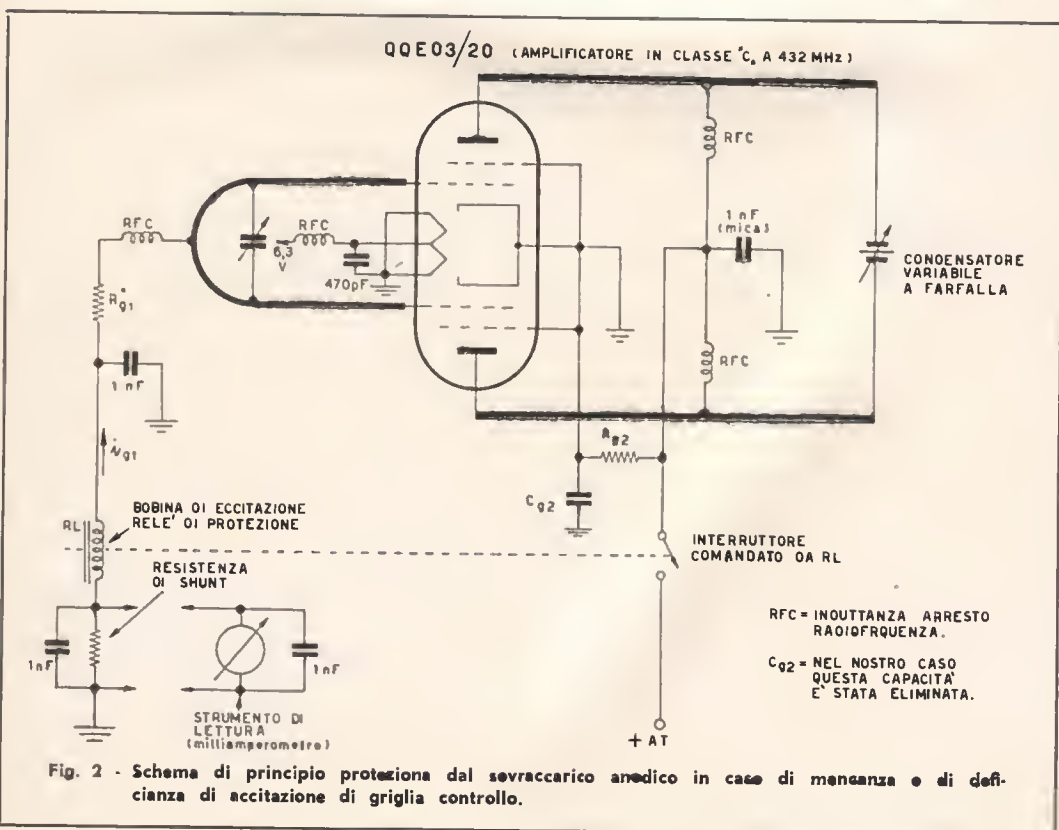 QQE03/20 (AMPLIFICATORE IN CLASSE "C„ A 432 MHz)
RFC
RFC
1 nF
(mica)
RFC
6,3
V
470pF
CONDENSATORE
VARIABILE
A FARFALLA
Rg1*
1 nF
RFC
ig1
Rg2
Cg2
BOBINA DI ECCITAZIONE
RELE' DI PROTEZIONE
RL
INTERRUTTORE
COMANDATO DA RL
RESISTENZA
DI SHUNT
1nF
1nF
RFC = INDUTTANZA ARRESTO
RADIOFRQUENZA.
Cg2 = NEL NOSTRO CASO
QUESTA CAPACITA'
E' STATA ELIMINATA.
STRUMENTO DI
LETTURA
(milliamperometro)
+ AT
Fig. 2 - Schema di principio proteziona dal sovraccarico anodico in caso di mancanza o di defi-
cianza di accitazione di griglia controllo.